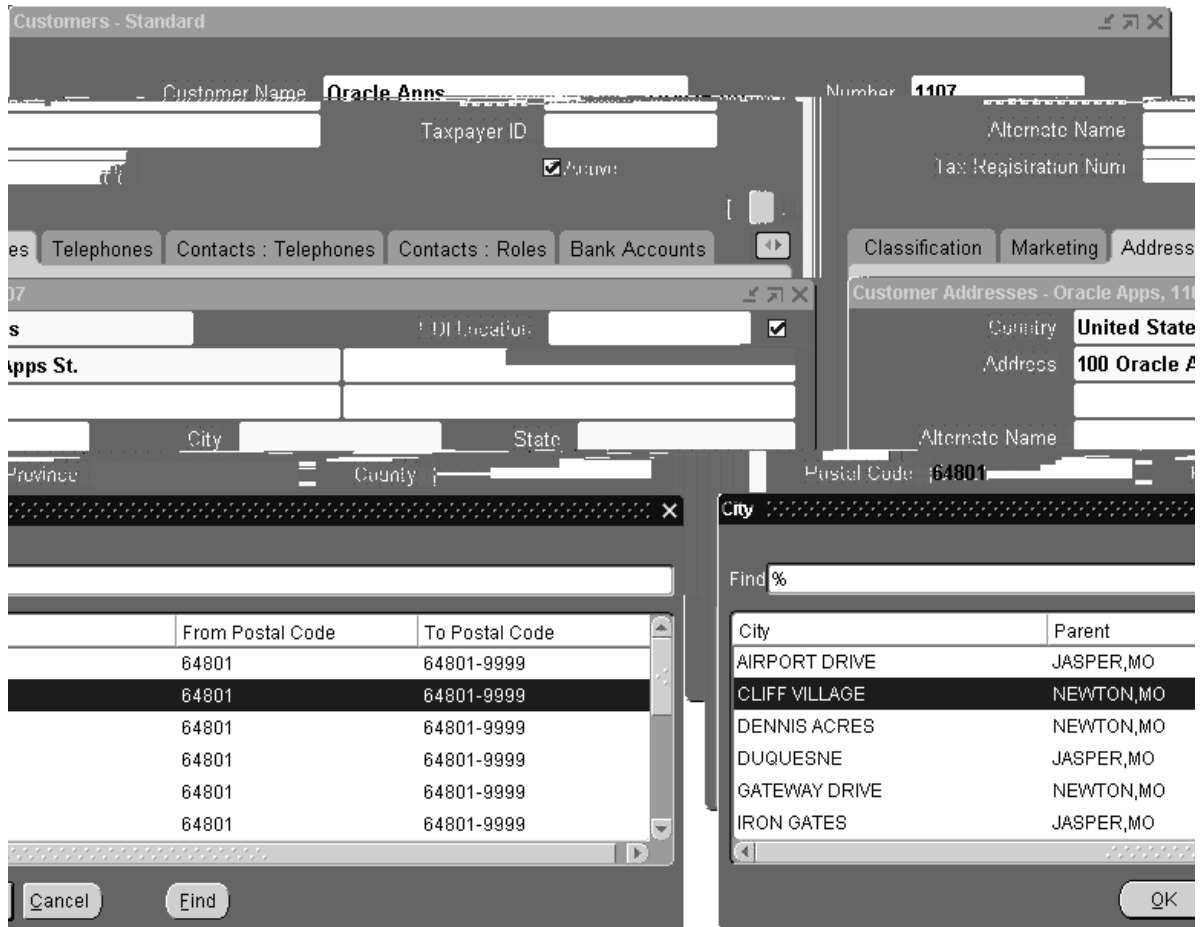 Customers - Standard
Customer Name Oracle Apps Number 1107
Taxpayer ID Alternate Name
Active Tax Registration Num
es Telephones Contacts : Telephones Contacts : Roles Bank Accounts Classification Marketing Address
07 Customer Addresses - Oracle Apps, 110
s EDI Location Country United State
Apps St. Address 100 Oracle A
City State Alternate Name
Province County Postal Code 64801
City
Find %
From Postal Code To Postal Code City Parent
64801 64801-9999 AIRPORT DRIVE JASPER,MO
64801 64801-9999 CLIFF VILLAGE NEWTON,MO
64801 64801-9999 DENNIS ACRES NEWTON,MO
64801 64801-9999 DUQUESNE JASPER,MO
64801 64801-9999 GATEWAY DRIVE NEWTON,MO
64801 64801-9999 IRON GATES JASPER,MO
Cancel Find OK